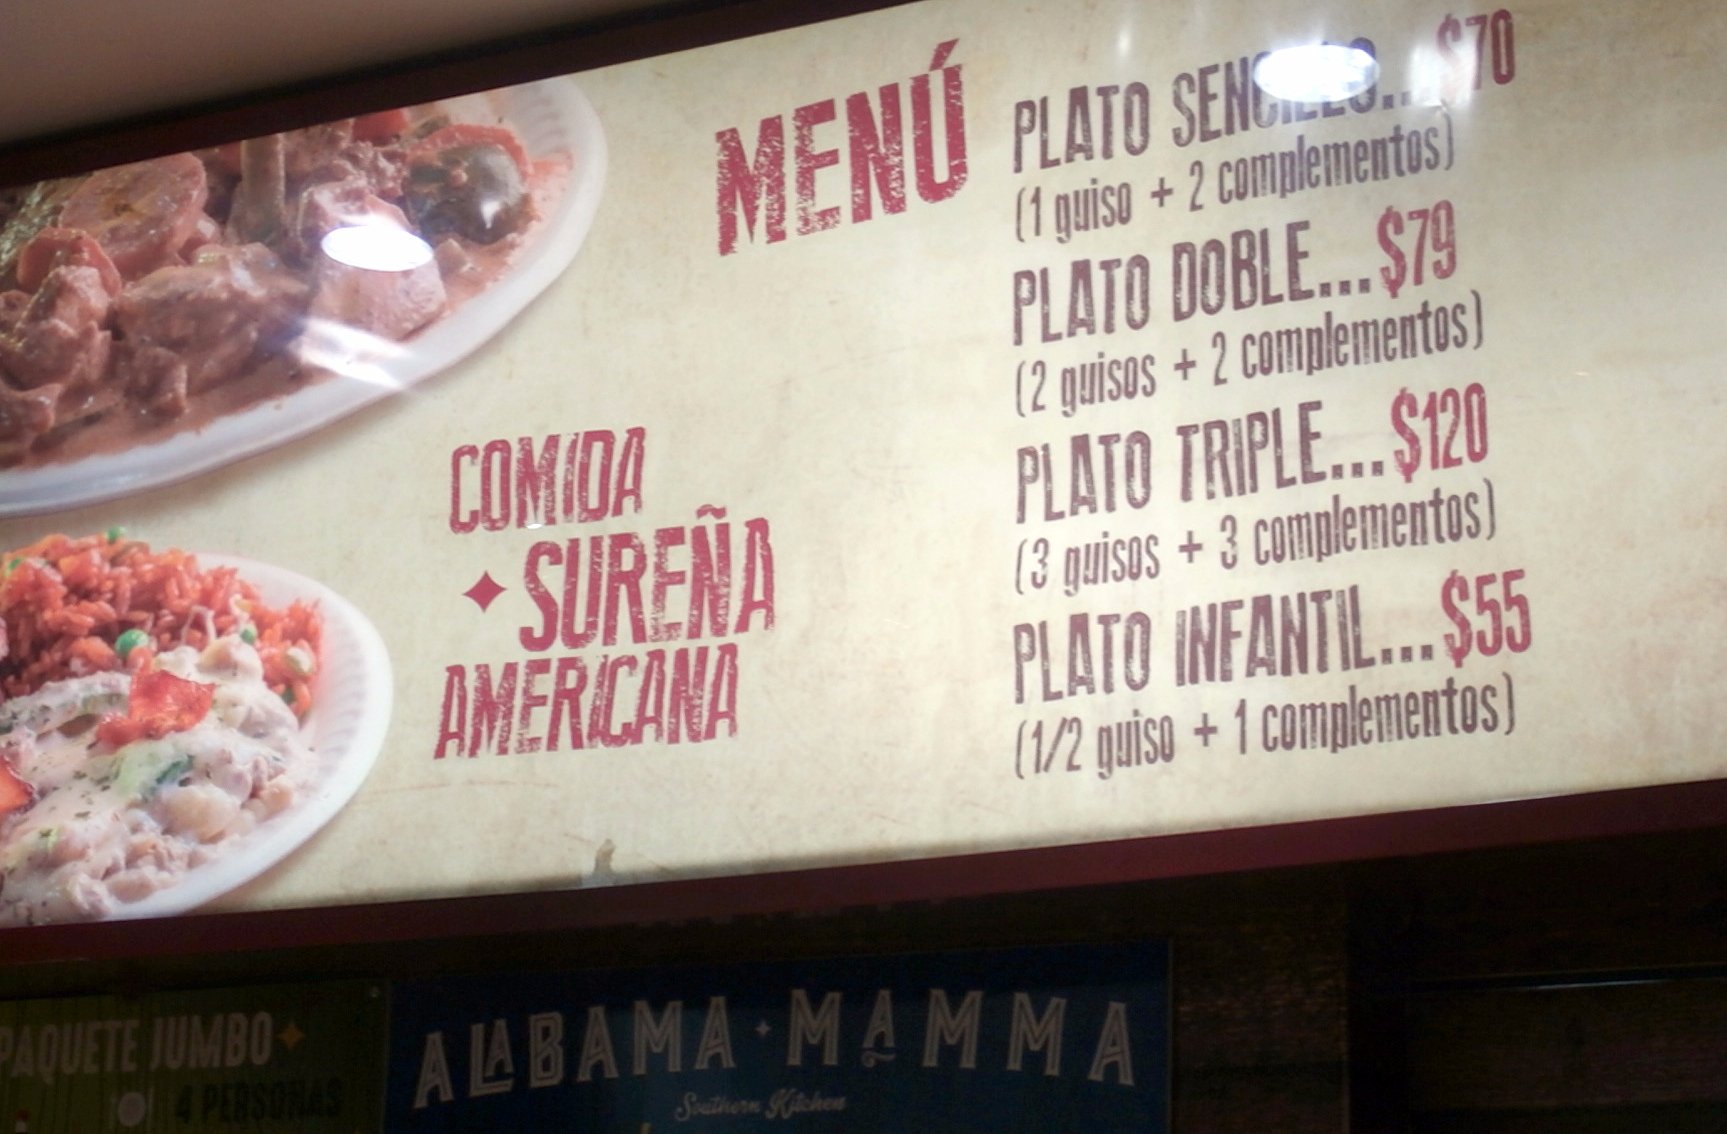 MENÚ
COMIDA
SUREÑA
AMERICANA
PLATO SENCILLO...$70
(1 guiso + 2 complementos)
PLATO DOBLE...$79
(2 guisos + 2 complementos)
PLATO TRIPLE...$120
(3 guisos + 3 complementos)
PLATO INFANTIL...$55
(1/2 guiso + 1 complementos)
PAQUETE JUMBO
4 PERSONAS
ALABAMA MAMMA
Southern Kitchen